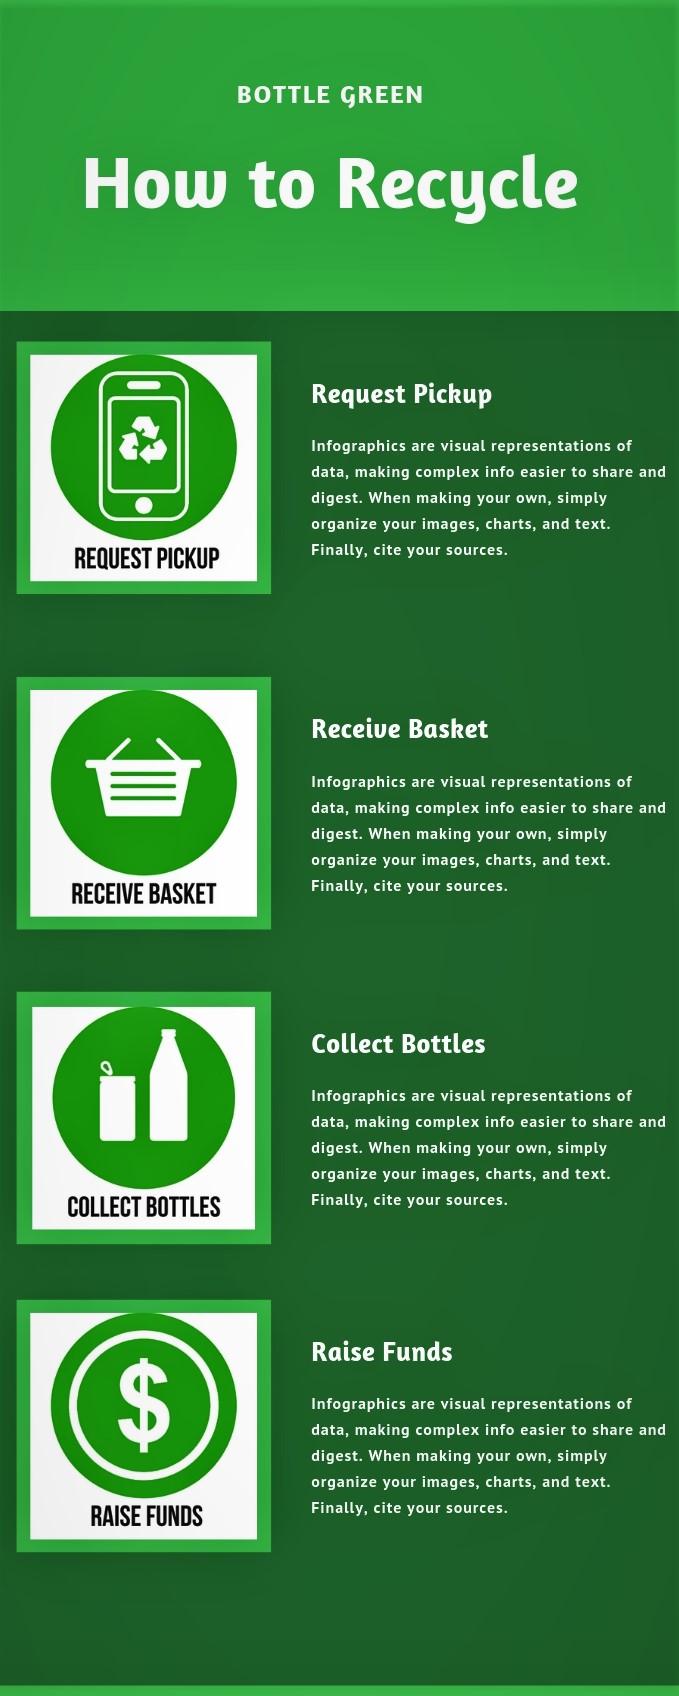 BOTTLE GREEN
How to Recycle
REQUEST PICKUP
Request Pickup
Infographics are visual representations of
data, making complex info easier to share and
digest. When making your own, simply
organize your images, charts, and text.
Finally, cite your sources.
RECEIVE BASKET
Receive Basket
Infographics are visual representations of
data, making complex info easier to share and
digest. When making your own, simply
organize your images, charts, and text.
Finally, cite your sources.
COLLECT BOTTLES
Collect Bottles
Infographics are visual representations of
data, making complex info easier to share and
digest. When making your own, simply
organize your images, charts, and text.
Finally, cite your sources.
$
RAISE FUNDS
Raise Funds
Infographics are visual representations of
data, making complex info easier to share and
digest. When making your own, simply
organize your images, charts, and text.
Finally, cite your sources.